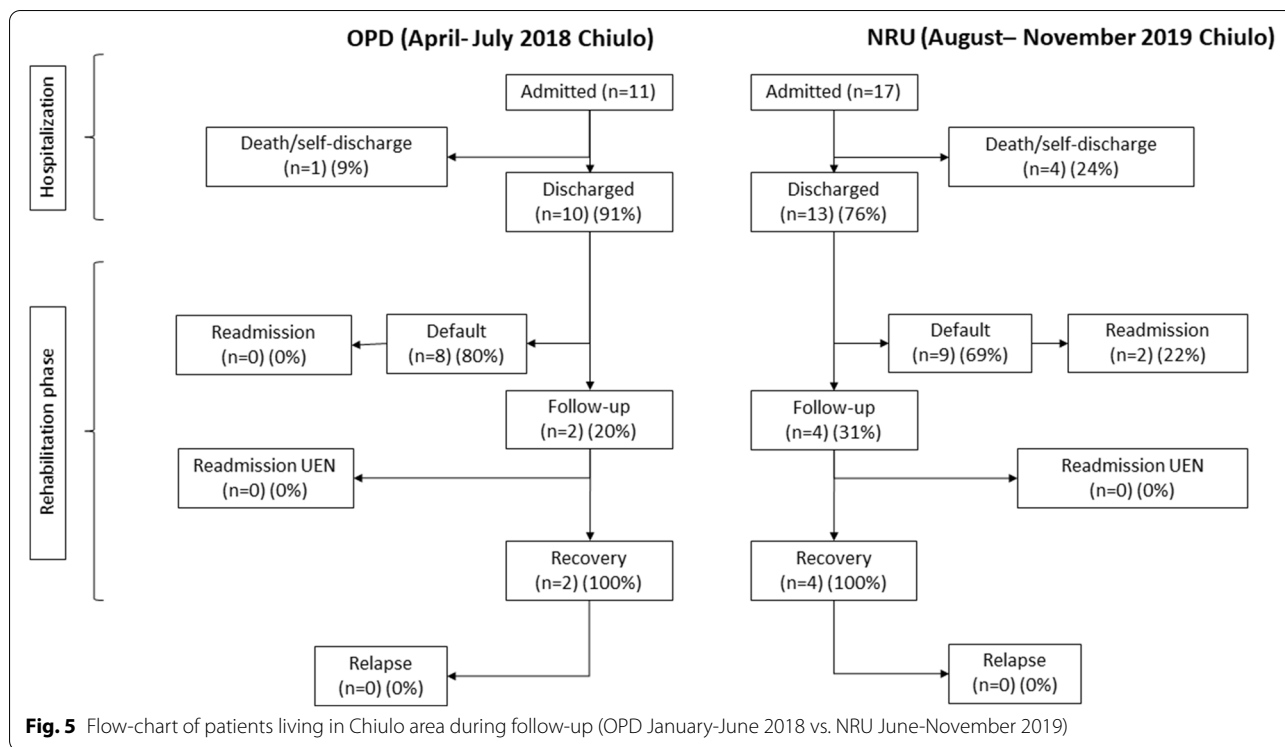 OPD (April- July 2018 Chiulo)
NRU (August– November 2019 Chiulo)
Hospitalization
Admitted (n=11)
Death/self-discharge
(n=1) (9%)
Discharged
(n=10) (91%)
Admitted (n=17)
Death/self-discharge
(n=4) (24%)
Discharged
(n=13) (76%)
Rehabilitation phase
Readmission
(n=0) (0%)
Default
(n=8) (80%)
Follow-up
(n=2) (20%)
Readmission UEN
(n=0) (0%)
Recovery
(n=2) (100%)
Relapse
(n=0) (0%)
Default
(n=9) (69%)
Readmission
(n=2) (22%)
Follow-up
(n=4) (31%)
Readmission UEN
(n=0) (0%)
Recovery
(n=4) (100%)
Relapse
(n=0) (0%)
Fig. 5 Flow-chart of patients living in Chiulo area during follow-up (OPD January-June 2018 vs. NRU June-November 2019)